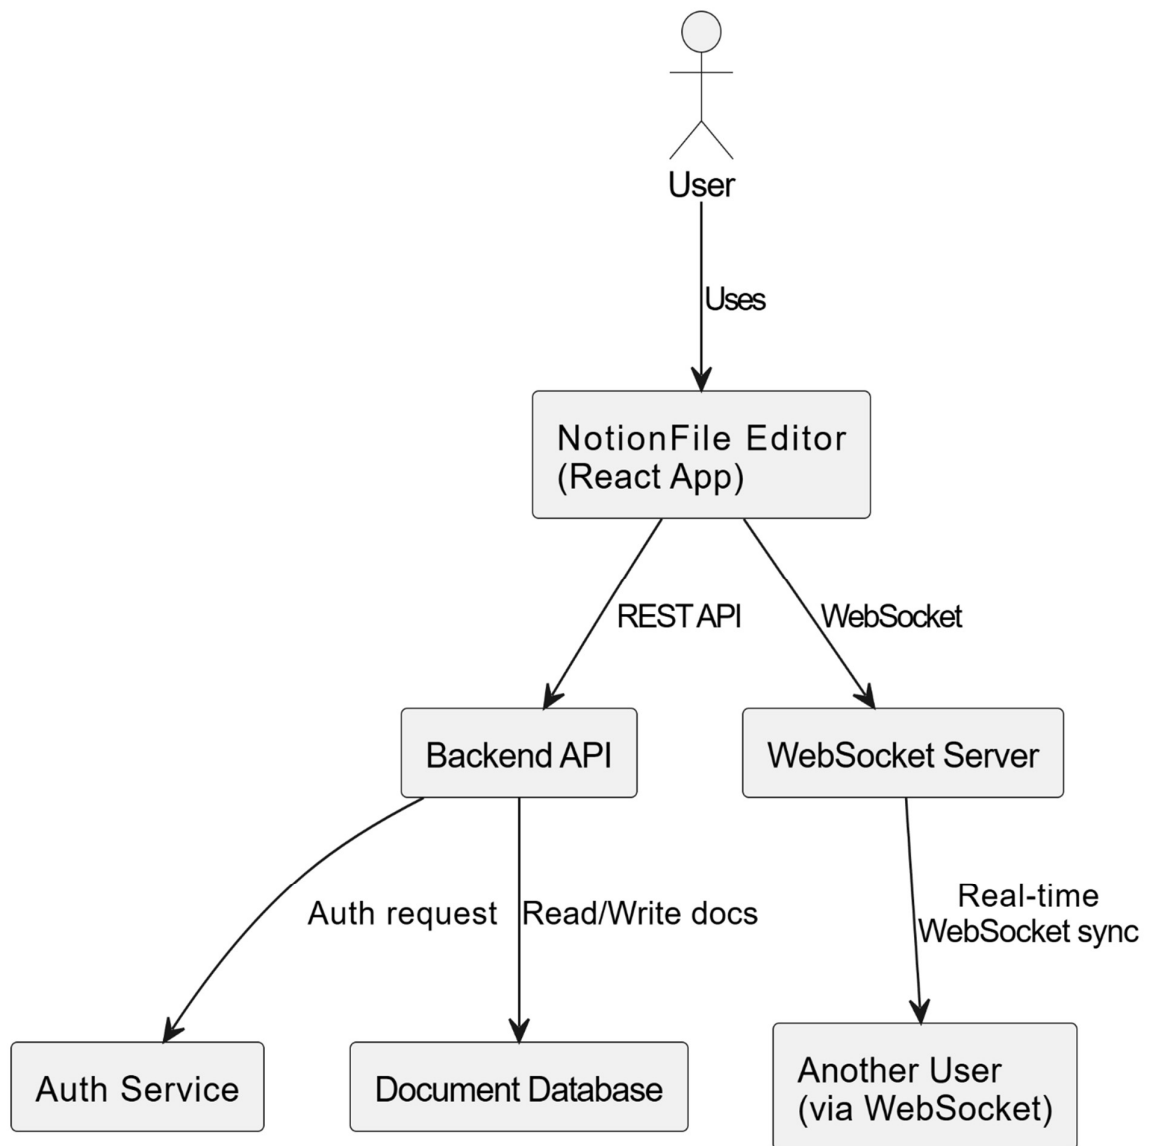 User
Uses
NotionFile Editor
(React App)
REST API
WebSocket
Backend API
WebSocket Server
Auth request
Read/Write docs
Real-time
WebSocket sync
Auth Service
Document Database
Another User
(via WebSocket)